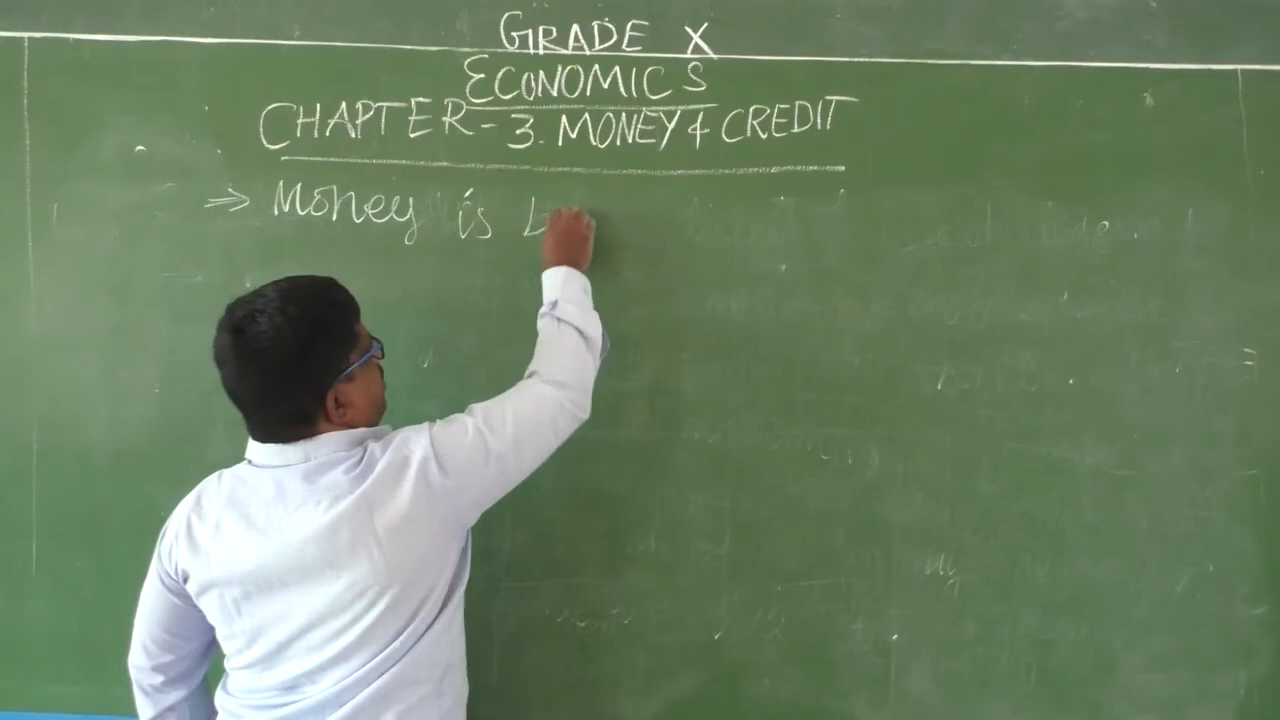 GRADE X
ECONOMICS
CHAPTER - 3. MONEY & CREDIT
⇒ Money is